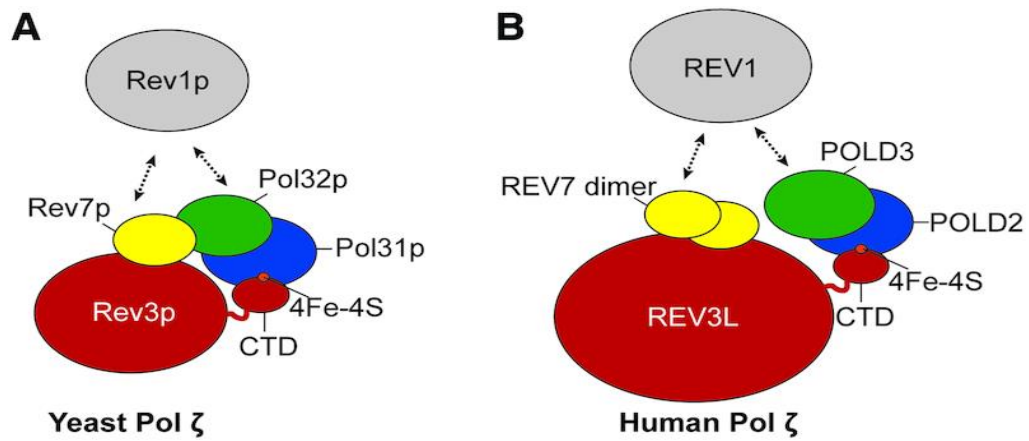 A
Rev1p
Pol32p
Rev7p
Pol31p
Rev3p
4Fe-4S
CTD
Yeast Pol ζ
B
REV1
POLD3
REV7 dimer
POLD2
4Fe-4S
REV3L
CTD
Human Pol ζ